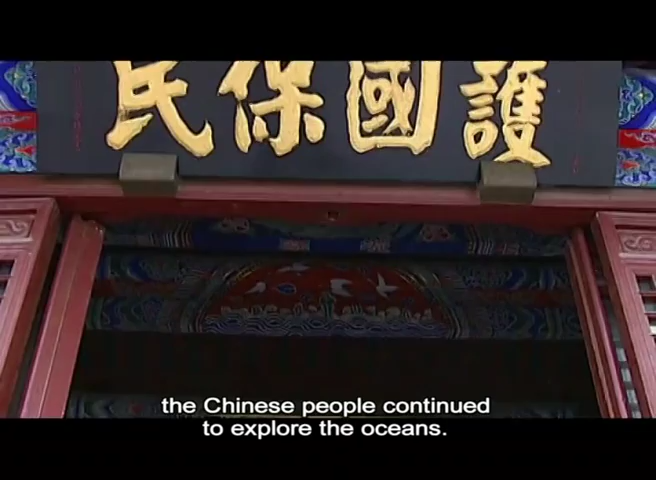 護國保民
the Chinese people continued
to explore the oceans.